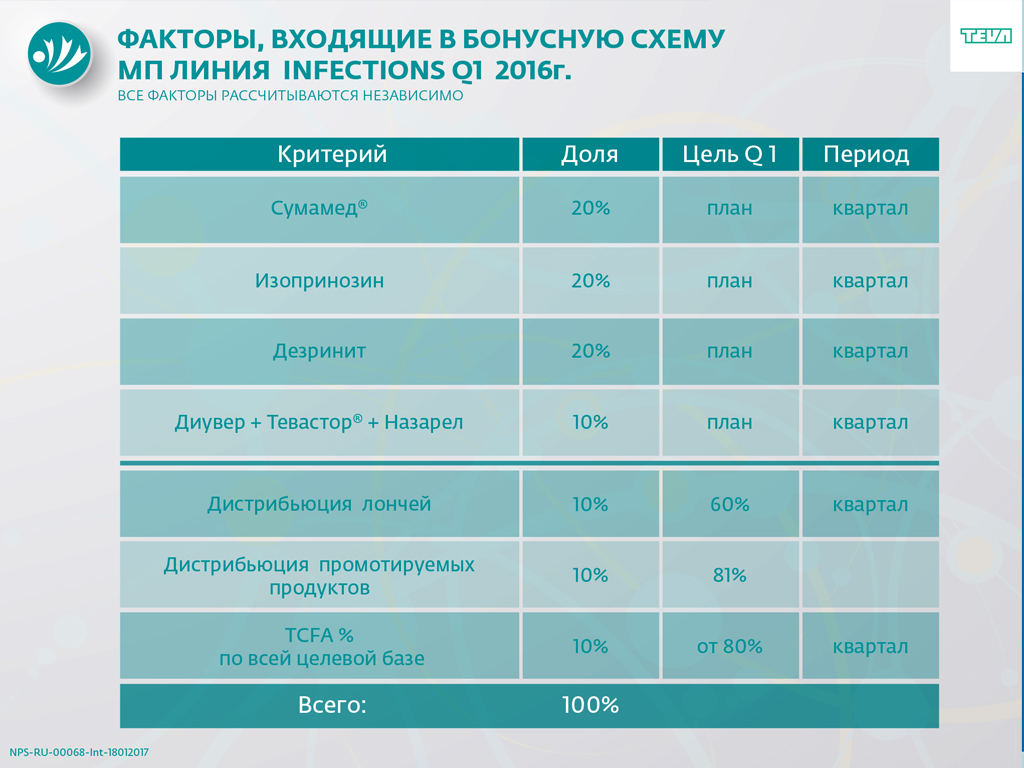 ФАКТОРЫ, ВХОДЯЩИЕ В БОНУСНУЮ СХЕМУ
МП ЛИНИЯ INFECTIONS Q1 2016г.
ВСЕ ФАКТОРЫ РАССЧИТЫВАЮТСЯ НЕЗАВИСИМО
TEVA
Критерий Доля Цель Q 1 Период
Сумамед® 20% план квартал
Изопринозин 20% план квартал
Дезринит 20% план квартал
Диувер + Тевастор® + Назарел 10% план квартал
Дистрибьюция лончей 10% 60% квартал
Дистрибьюция промотируемых
продуктов 10% 81%
TCFA %
по всей целевой базе 10% от 80% квартал
Всего: 100%
NPS-RU-00068-Int-18012017